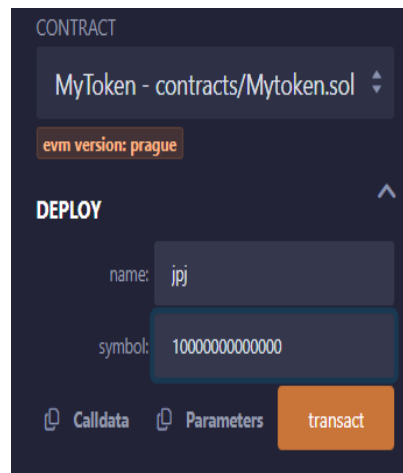 CONTRACT
MyToken - contracts/Mytoken.sol
evm version: prague
DEPLOY
name: jpj
symbol: 10000000000000
Calldata Parameters transact